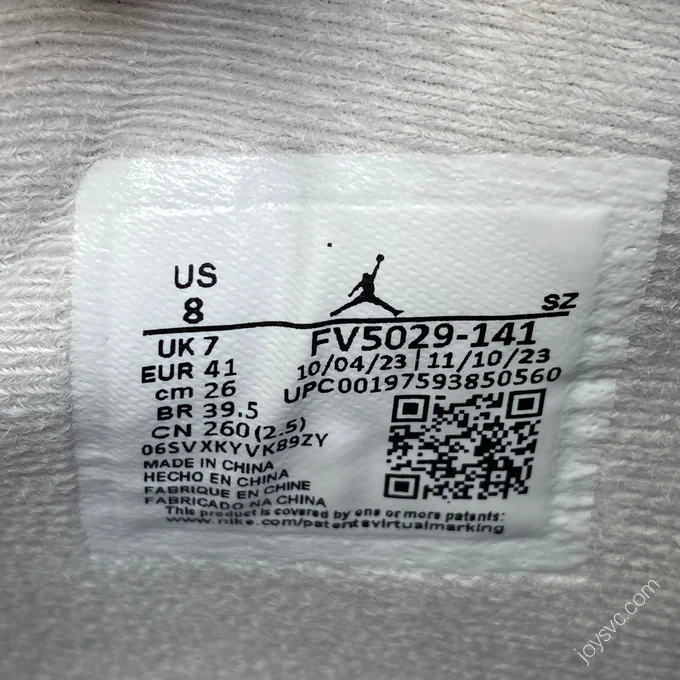 US
8
SZ
UK 7
FV5029-141
EUR 41
10/04/23 | 11/10/23
cm 26
UPC00197593850560
BR 39.5
CN 260 (2.5)
06SVXKYVK89ZY
MADE IN CHINA
HECHO EN CHINA
FABRIQUE EN CHINE
FABRICADO NA CHINA
This product is covered by one or more patents:
www.nike.com/patentsvirtualmarking
joysvc.com